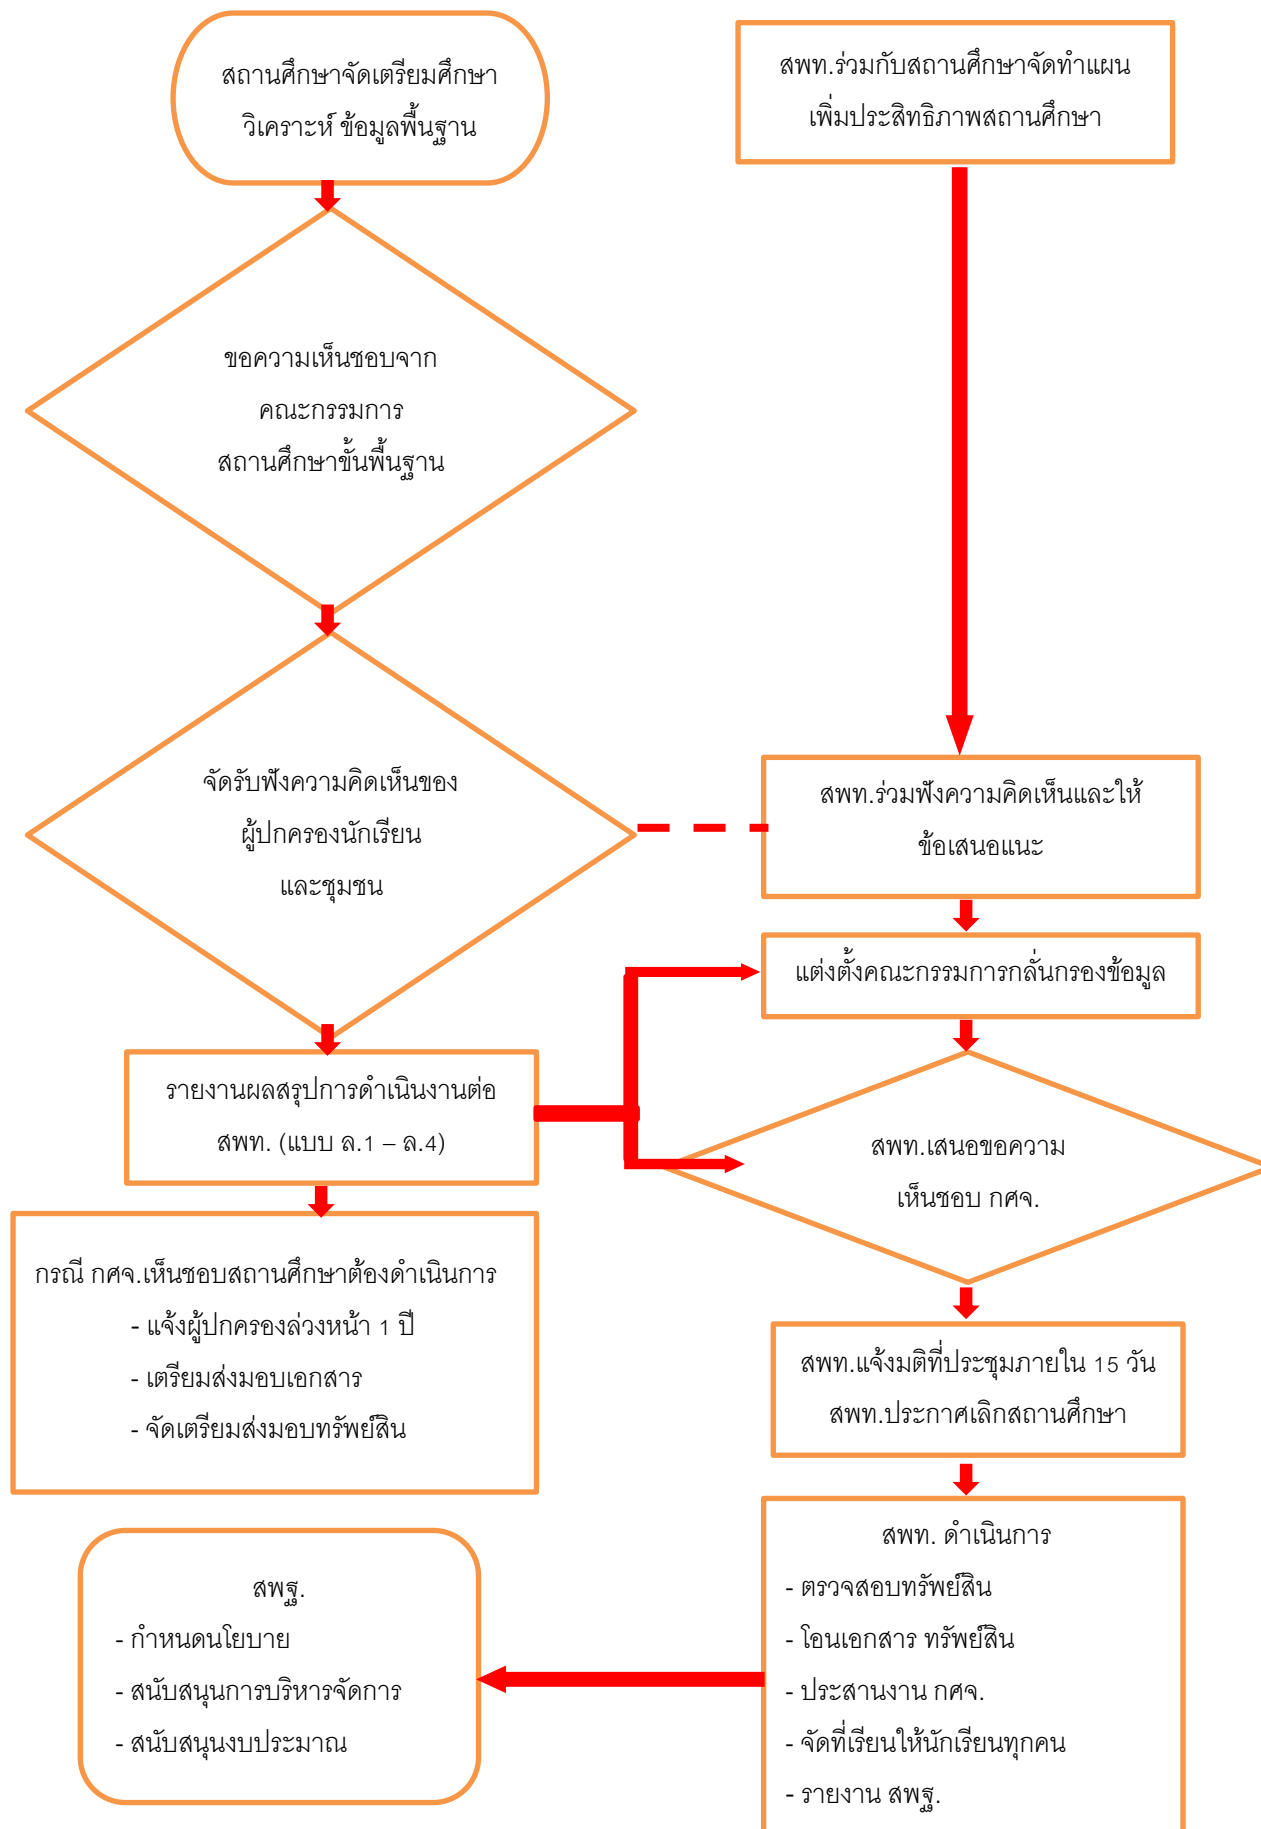 สถานศึกษาจัดเตรียมศึกษา
วิเคราะห์ ข้อมูลพื้นฐาน
สพท.ร่วมกับสถานศึกษาจัดทำแผน
เพิ่มประสิทธิภาพสถานศึกษา
ขอความเห็นชอบจาก
คณะกรรมการ
สถานศึกษาขั้นพื้นฐาน
จัดรับฟังความคิดเห็นของ
ผู้ปกครองนักเรียน
และชุมชน
สพท.ร่วมฟังความคิดเห็นและให้
ข้อเสนอแนะ
แต่งตั้งคณะกรรมการกลั่นกรองข้อมูล
รายงานผลสรุปการดำเนินงานต่อ
สพท. (แบบ ล.1 – ล.4)
สพท.เสนอขอความ
เห็นชอบ กศจ.
กรณี กศจ.เห็นชอบสถานศึกษาต้องดำเนินการ
- แจ้งผู้ปกครองล่วงหน้า 1 ปี
- เตรียมส่งมอบเอกสาร
- จัดเตรียมส่งมอบทรัพย์สิน
สพท.แจ้งมติที่ประชุมภายใน 15 วัน
สพท.ประกาศเลิกสถานศึกษา
สพท. ดำเนินการ
- ตรวจสอบทรัพย์สิน
- โอนเอกสาร ทรัพย์สิน
- ประสานงาน กศจ.
- จัดที่เรียนให้นักเรียนทุกคน
- รายงาน สพฐ.
สพฐ.
- กำหนดนโยบาย
- สนับสนุนการบริหารจัดการ
- สนับสนุนงบประมาณ